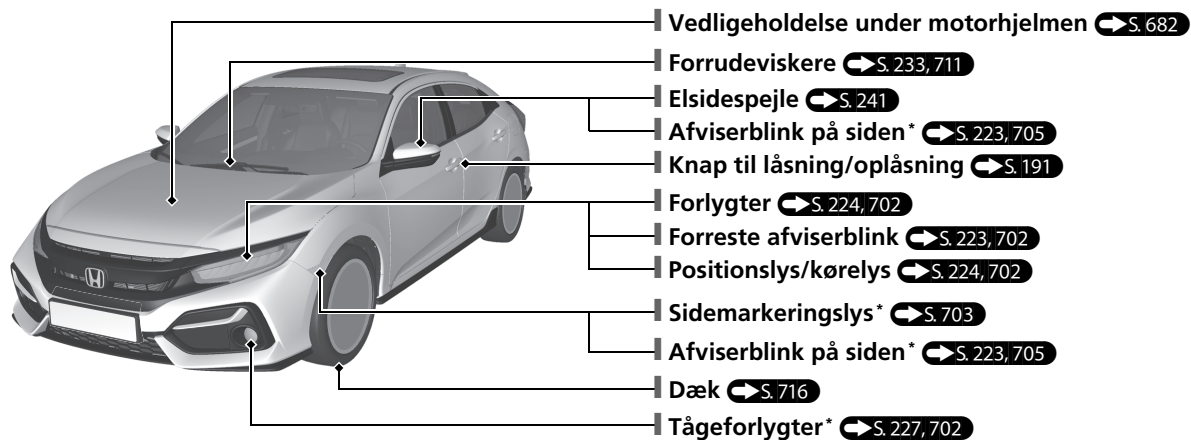 Vedligeholdelse under motorhjelmen S. 682
Forrudeviskere S. 233, 711
Elsidespejle S. 241
Afviserblink på siden* S. 223, 705
Knap til låsning/oplåsning S. 191
Forlygter S. 224, 702
Forreste afviserblink S. 223, 702
Positionslys/kørelys S. 224, 702
Sidemarkeringslys* S. 703
Afviserblink på siden* S. 223, 705
Dæk S. 716
Tågeforlygter* S. 227, 702